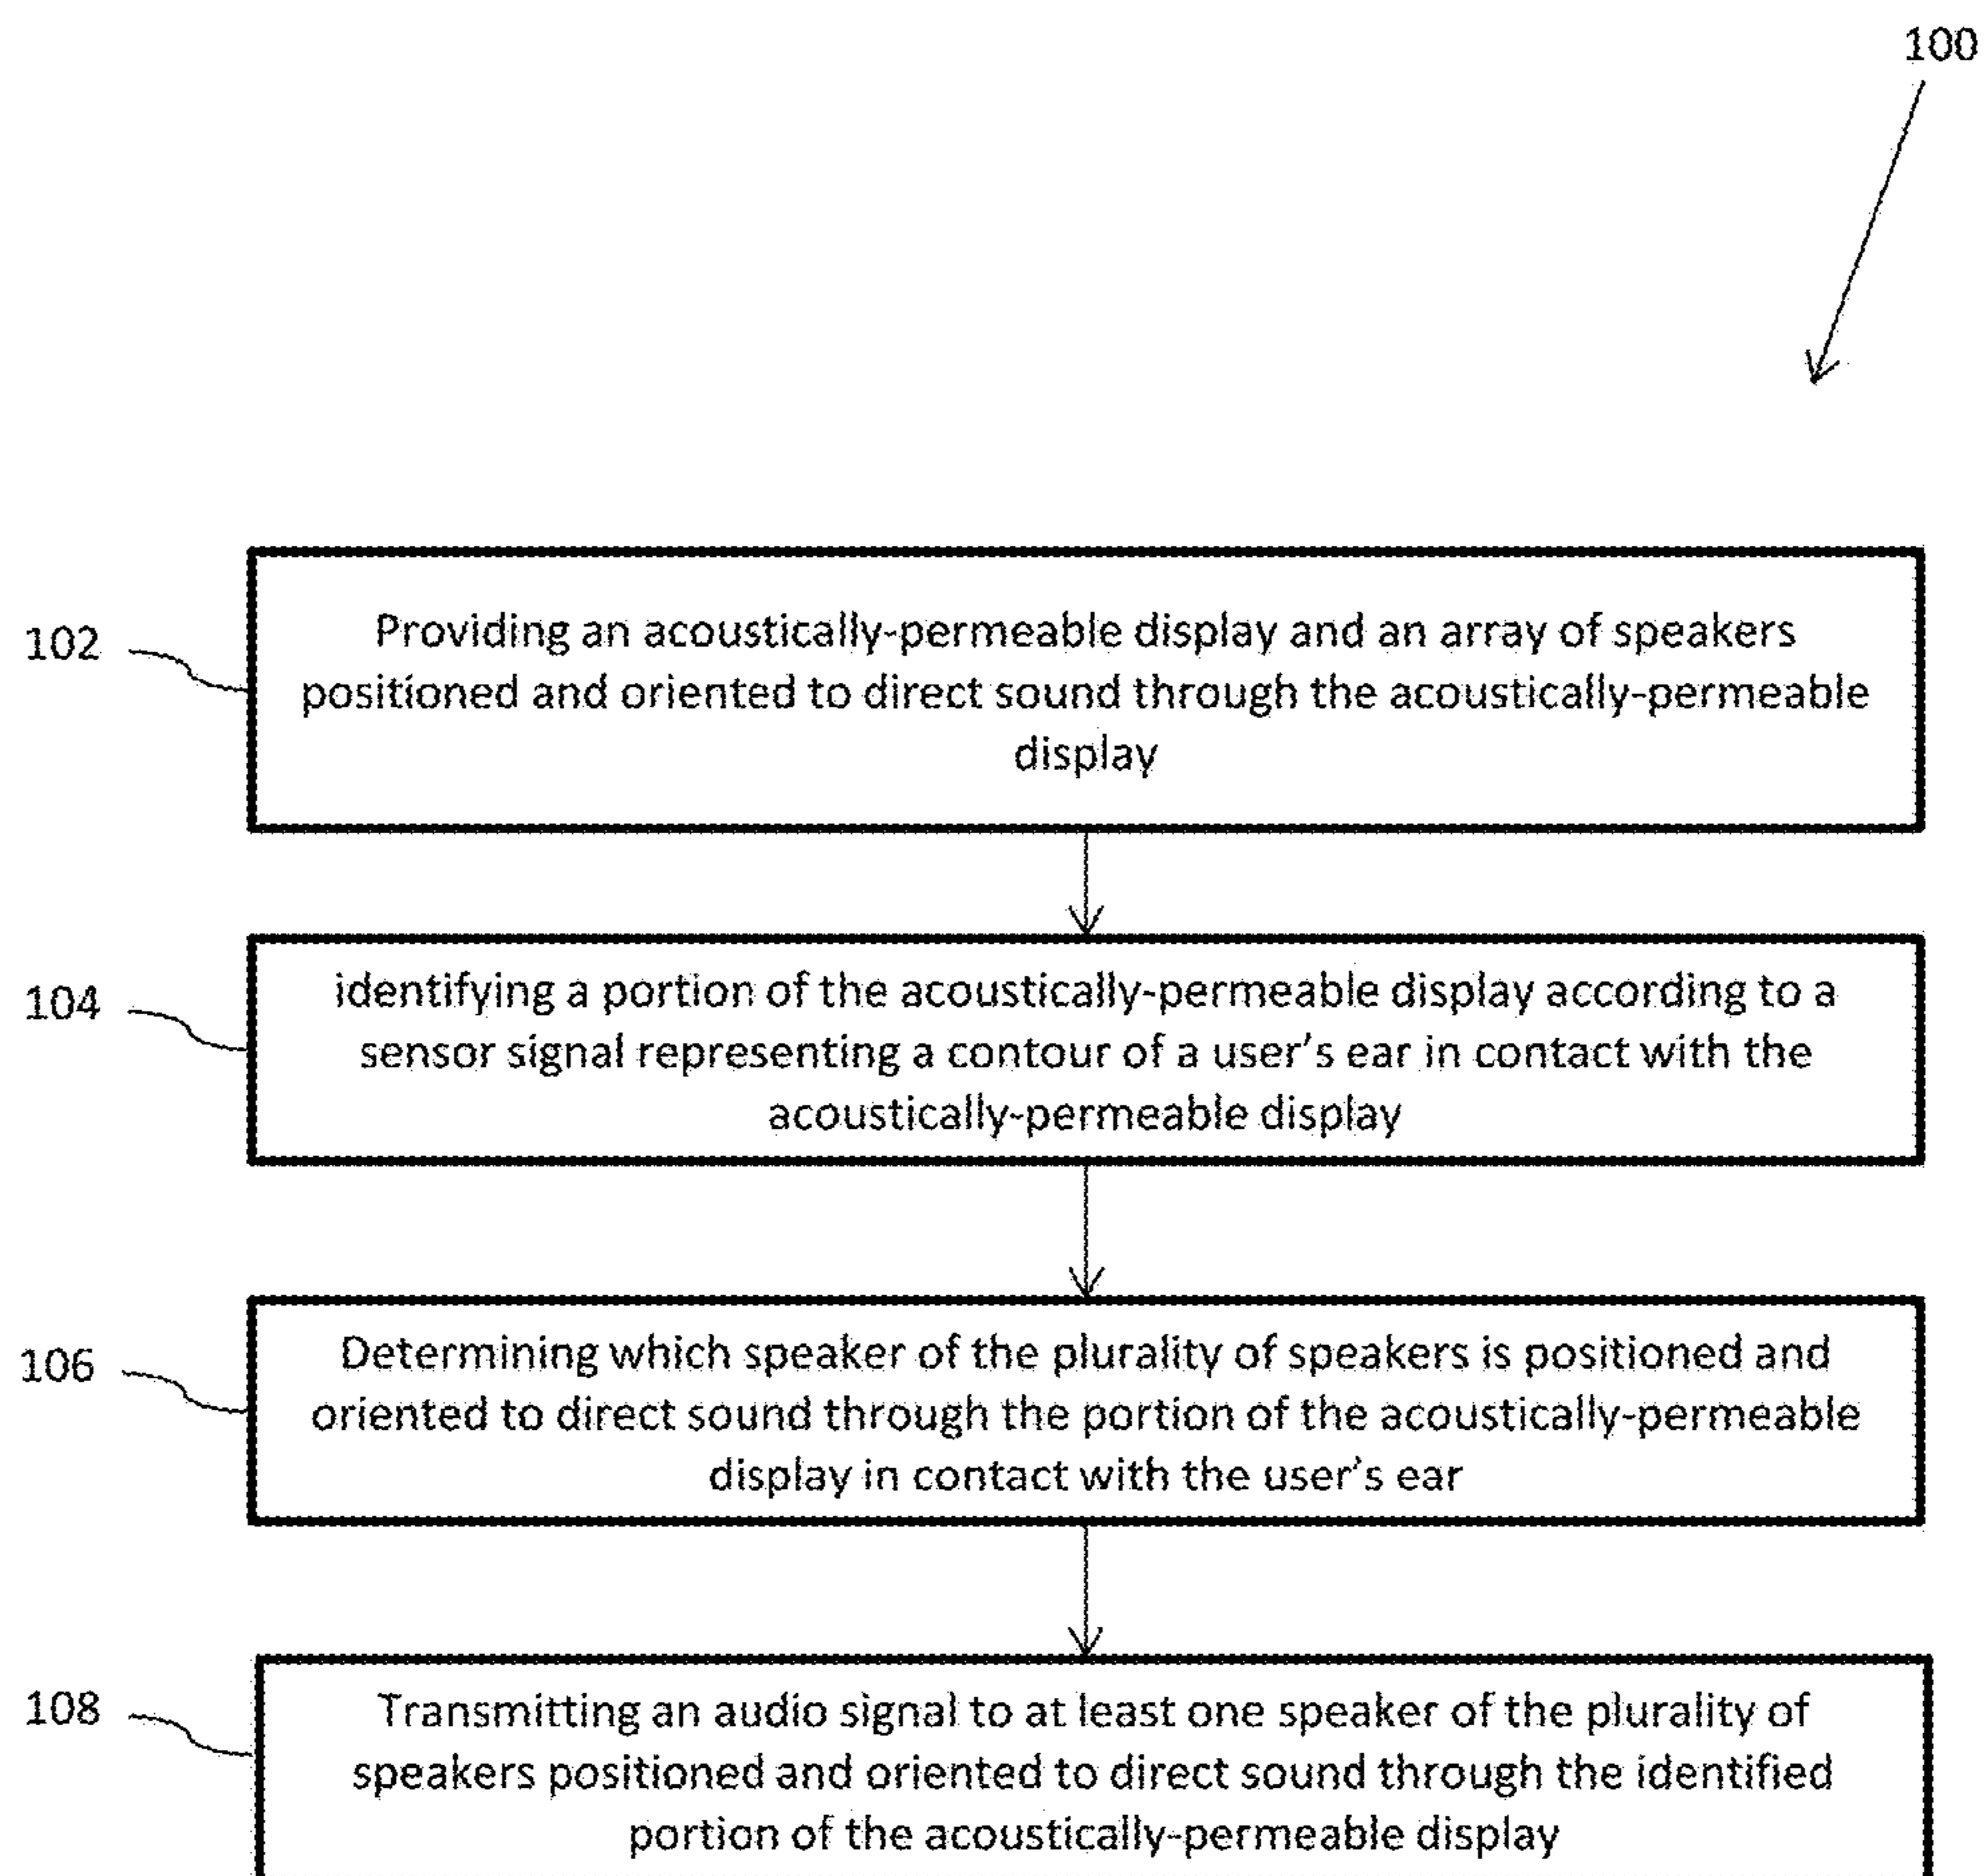 100
102
Providing an acoustically-permeable display and an array of speakers
positioned and oriented to direct sound through the acoustically-permeable
display
104
identifying a portion of the acoustically-permeable display according to a
sensor signal representing a contour of a user's ear in contact with the
acoustically-permeable display
106
Determining which speaker of the plurality of speakers is positioned and
oriented to direct sound through the portion of the acoustically-permeable
display in contact with the user's ear
108
Transmitting an audio signal to at least one speaker of the plurality of
speakers positioned and oriented to direct sound through the identified
portion of the acoustically-permeable display